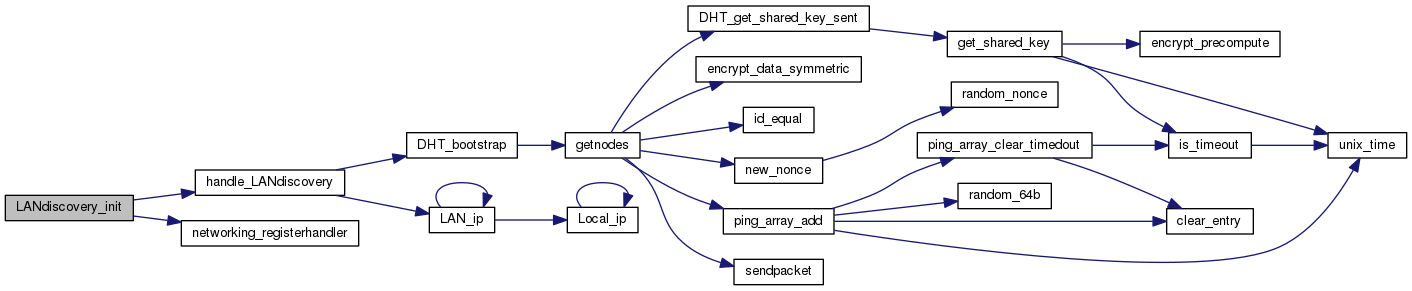 LANdiscovery_init
handle_LANdiscovery
networking_registerhandler
DHT_bootstrap
LAN_ip
getnodes
Local_ip
DHT_get_shared_key_sent
encrypt_data_symmetric
id_equal
new_nonce
ping_array_add
sendpacket
get_shared_key
random_nonce
ping_array_clear_timedout
random_64b
encrypt_precompute
is_timeout
clear_entry
unix_time